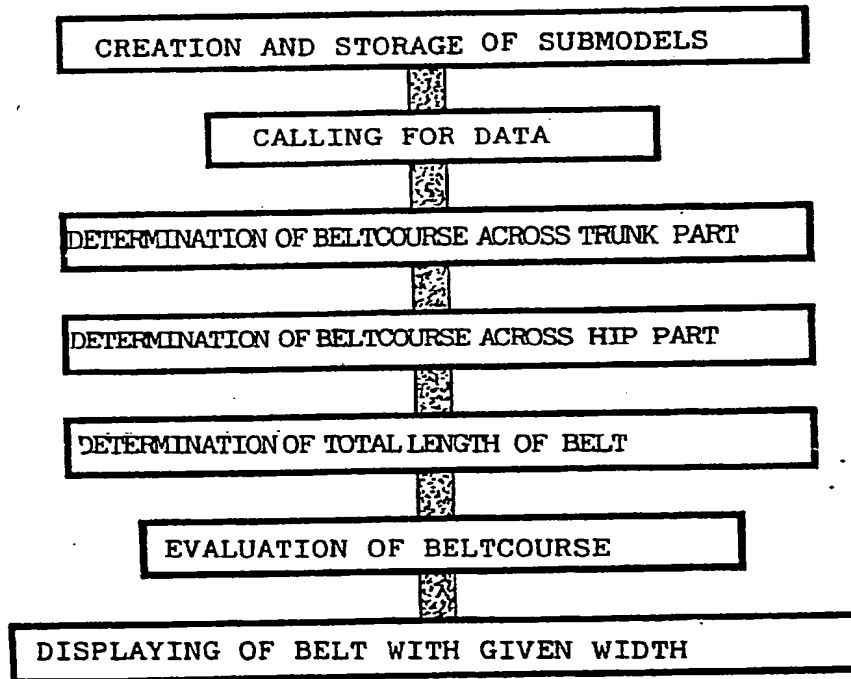 CREATION AND STORAGE OF SUBMODELS
CALLING FOR DATA
DETERMINATION OF BELTCOURSE ACROSS TRUNK PART
DETERMINATION OF BELTCOURSE ACROSS HIP PART
DETERMINATION OF TOTAL LENGTH OF BELT
EVALUATION OF BELTCOURSE
DISPLAYING OF BELT WITH GIVEN WIDTH